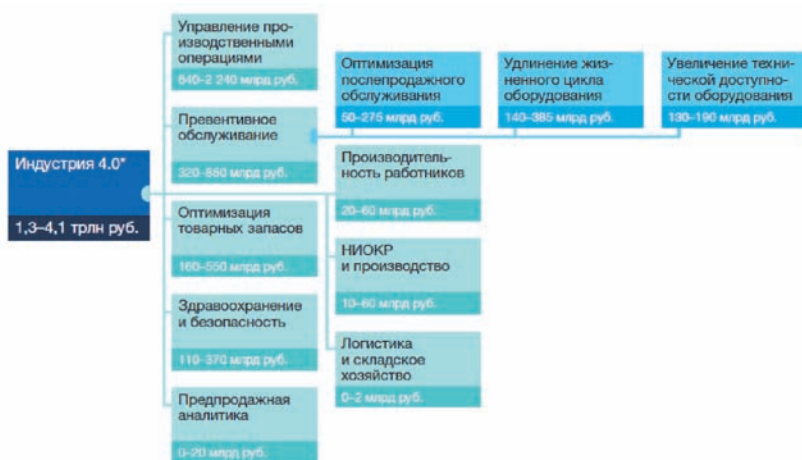 Управление про-
изводственными
операциями
640–2 240 млрд руб.
Оптимизация
послепродажного
обслуживания
50–275 млрд руб.
Удлинение жиз-
ненного цикла
оборудования
140–385 млрд руб.
Увеличение техни-
ческой доступно-
сти оборудования
130–190 млрд руб.
Превентивное
обслуживание
320–850 млрд руб.
Индустрия 4.0*
1,3–4,1 трлн руб.
Производитель-
ность работников
20–60 млрд руб.
Оптимизация
товарных запасов
160–550 млрд руб.
НИОКР
и производство
10–60 млрд руб.
Здравоохранение
и безопасность
110–370 млрд руб.
Логистика
и складское
хозяйство
0–2 млрд руб.
Предпродажная
аналитика
0–20 млрд руб.